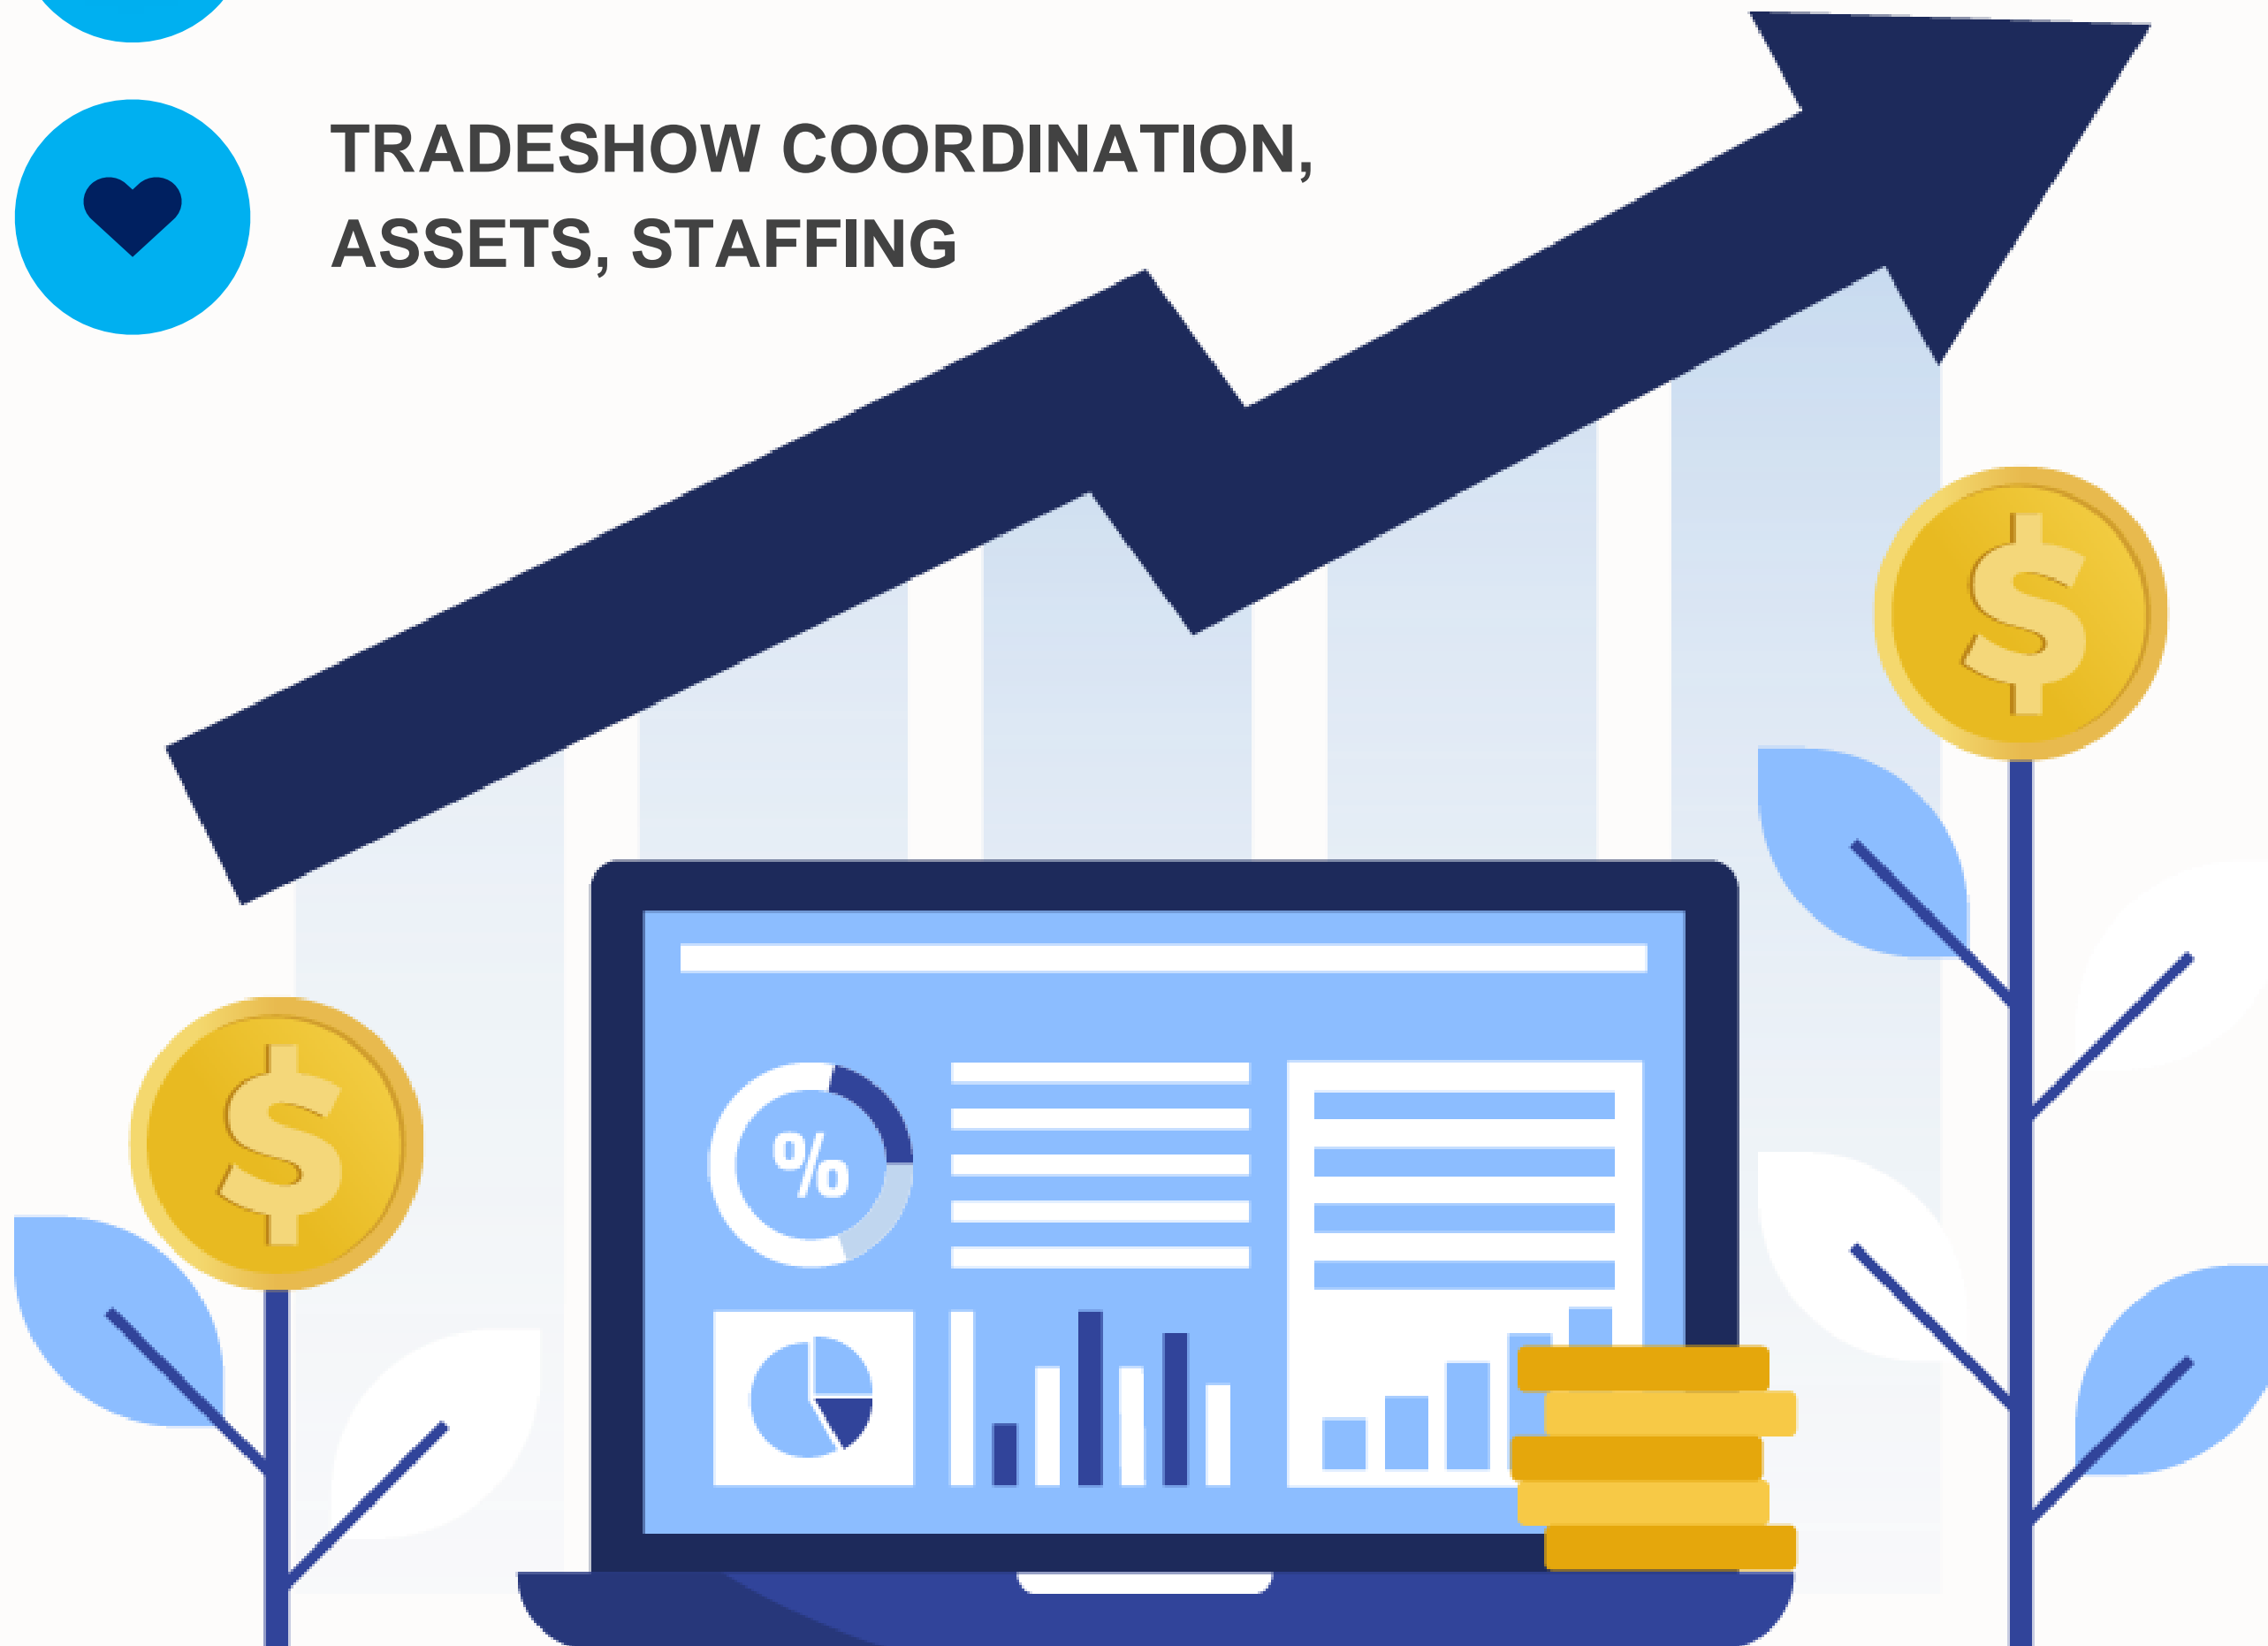 TRADESHOW COORDINATION,
ASSETS, STAFFING
$
$
%